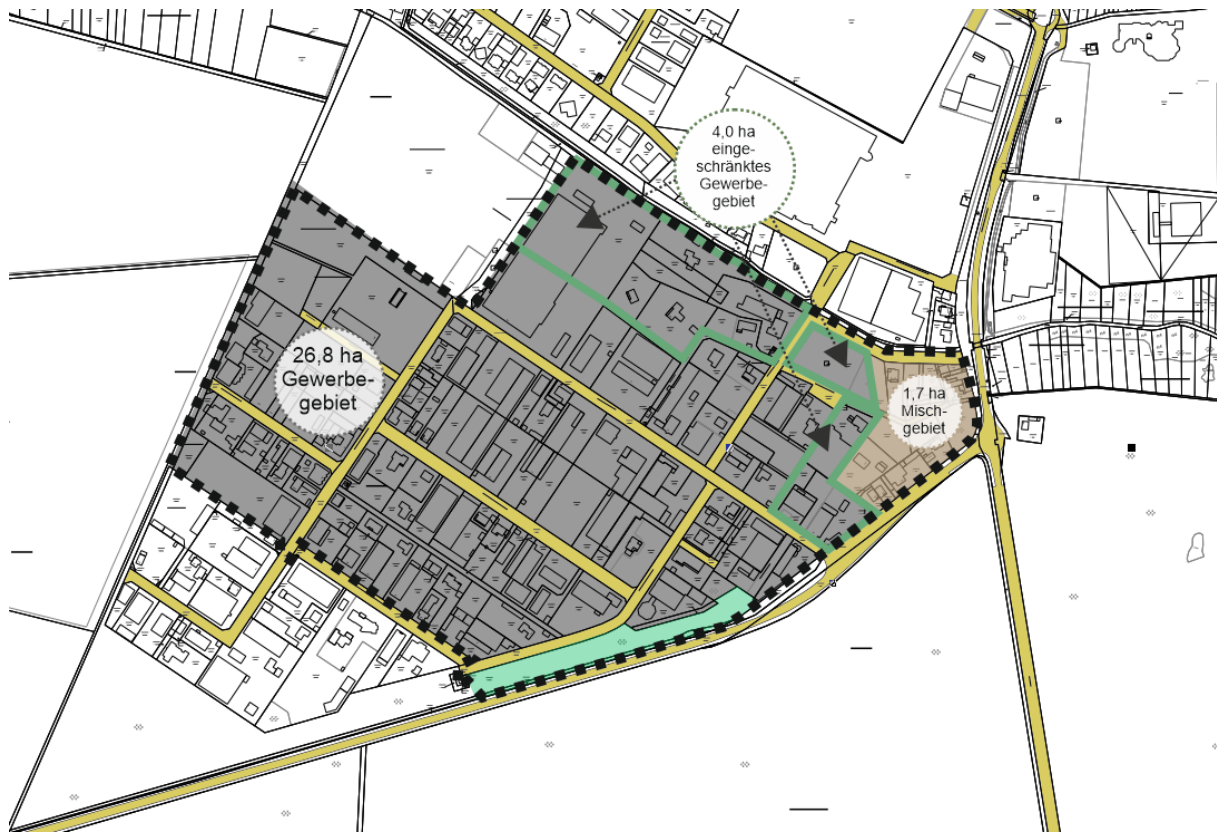 4,0 ha
einge-
schränktes
Gewerbe-
gebiet
26,8 ha
Gewerbe-
gebiet
1,7 ha
Misch-
gebiet